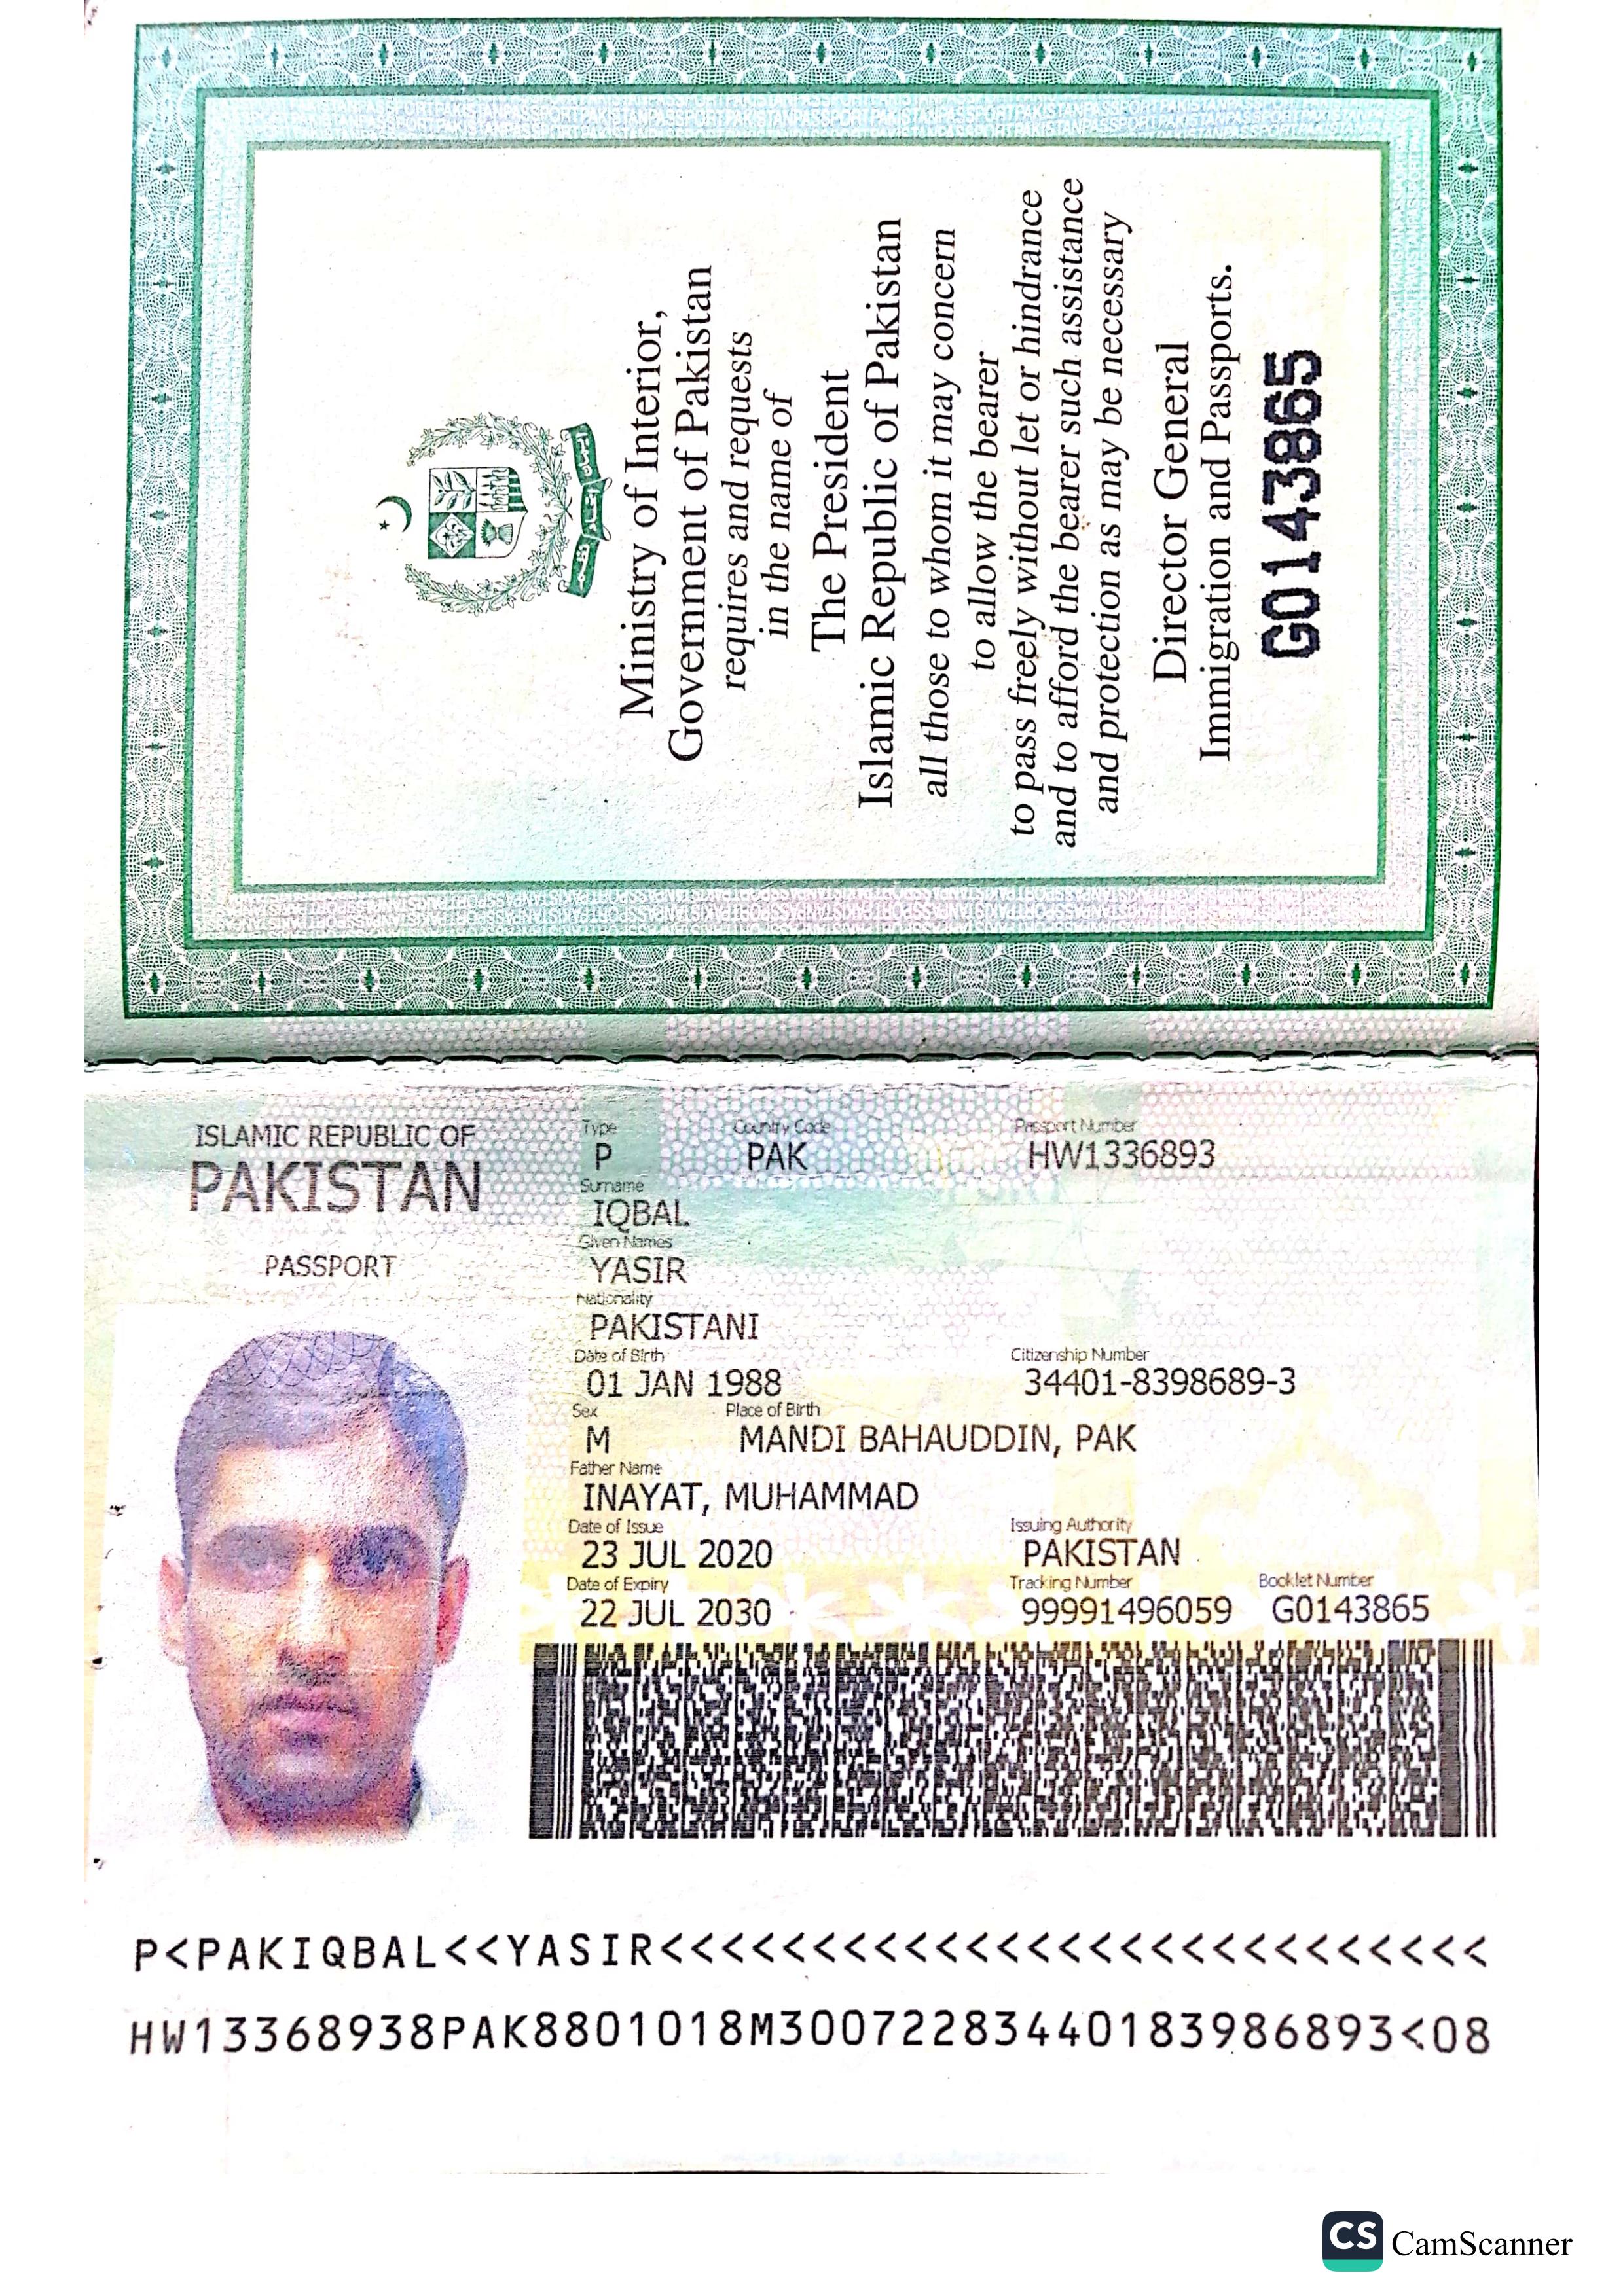 Ministry of Interior,
Government of Pakistan
requires and requests
in the name of
The President
Islamic Republic of Pakistan
all those to whom it may concern
to allow the bearer
to pass freely without let or hindrance
and to afford the bearer such assistance
and protection as may be necessary
Director General
Immigration and Passports.
G0143865
ISLAMIC REPUBLIC OF
PAKISTAN
PASSPORT
Type Country Code Passport Number
P PAK HW1336893
Surname
IQBAL
Given Names
YASIR
Nationality
PAKISTANI
Date of Birth Citizenship Number
01 JAN 1988 34401-8398689-3
Sex Place of Birth
M MANDI BAHAUDDIN, PAK
Father Name
INAYAT, MUHAMMAD
Date of Issue Issuing Authority
23 JUL 2020 PAKISTAN
Date of Expiry Tracking Number Booklet Number
22 JUL 2030 99991496059 G0143865
P<PAKIQBAL<<YASIR<<<<<<<<<<<<<<<<<<<<<<<<<<<
HW13368938PAK8801018M30072283440183986893<08
CS CamScanner